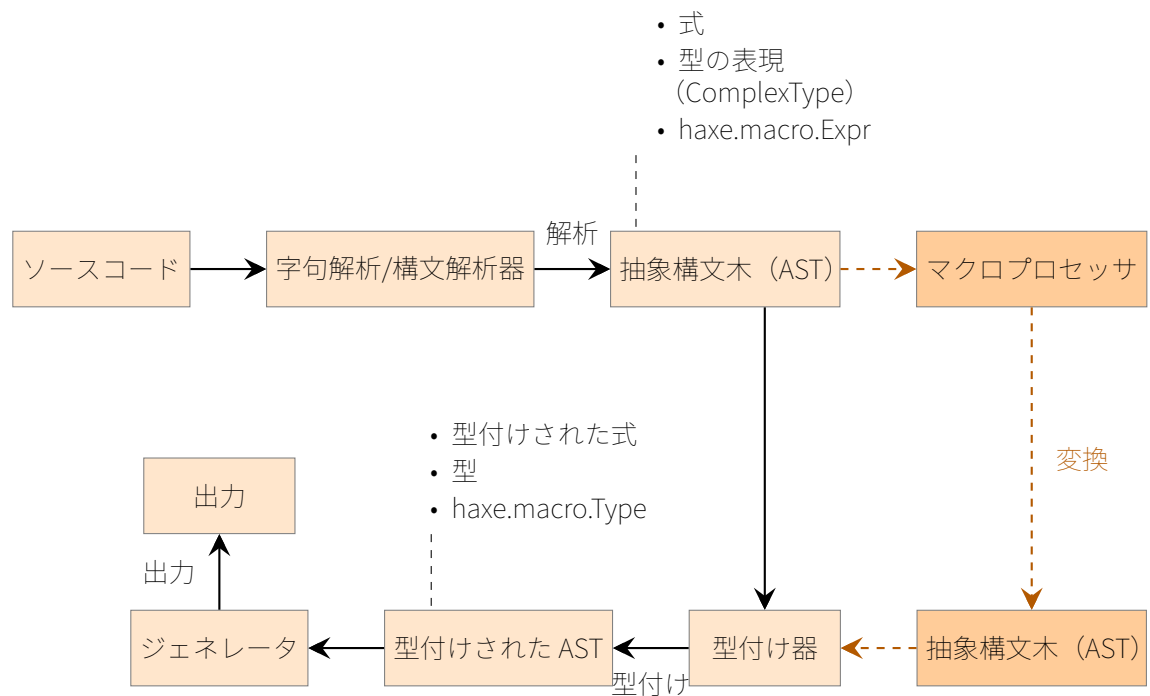 • 式
• 型の表現
（ComplexType）
• haxe.macro.Expr
解析
ソースコード
字句解析/構文解析器
抽象構文木（AST）
マクロプロセッサ
• 型付けされた式
• 型
• haxe.macro.Type
変換
出力
出力
ジェネレータ
型付けされた AST
型付け器
抽象構文木（AST）
型付け